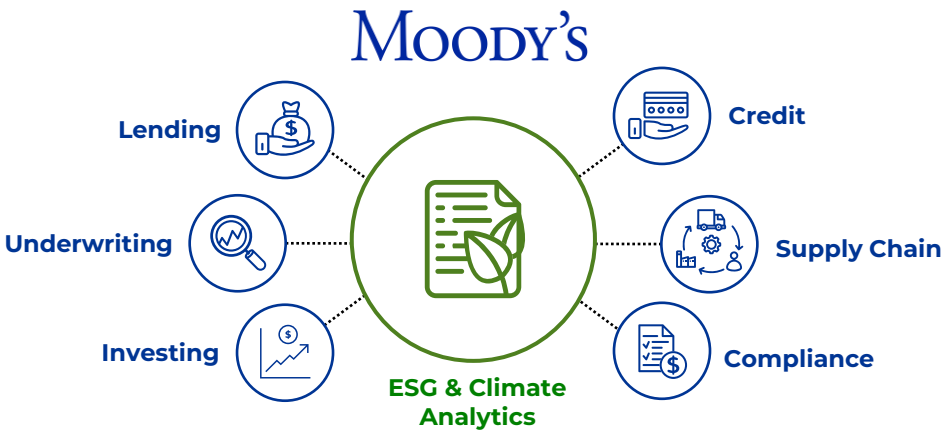 MOODY'S
Lending
Credit
$
Underwriting
Supply Chain
Investing
$
Compliance
$
ESG & Climate
Analytics